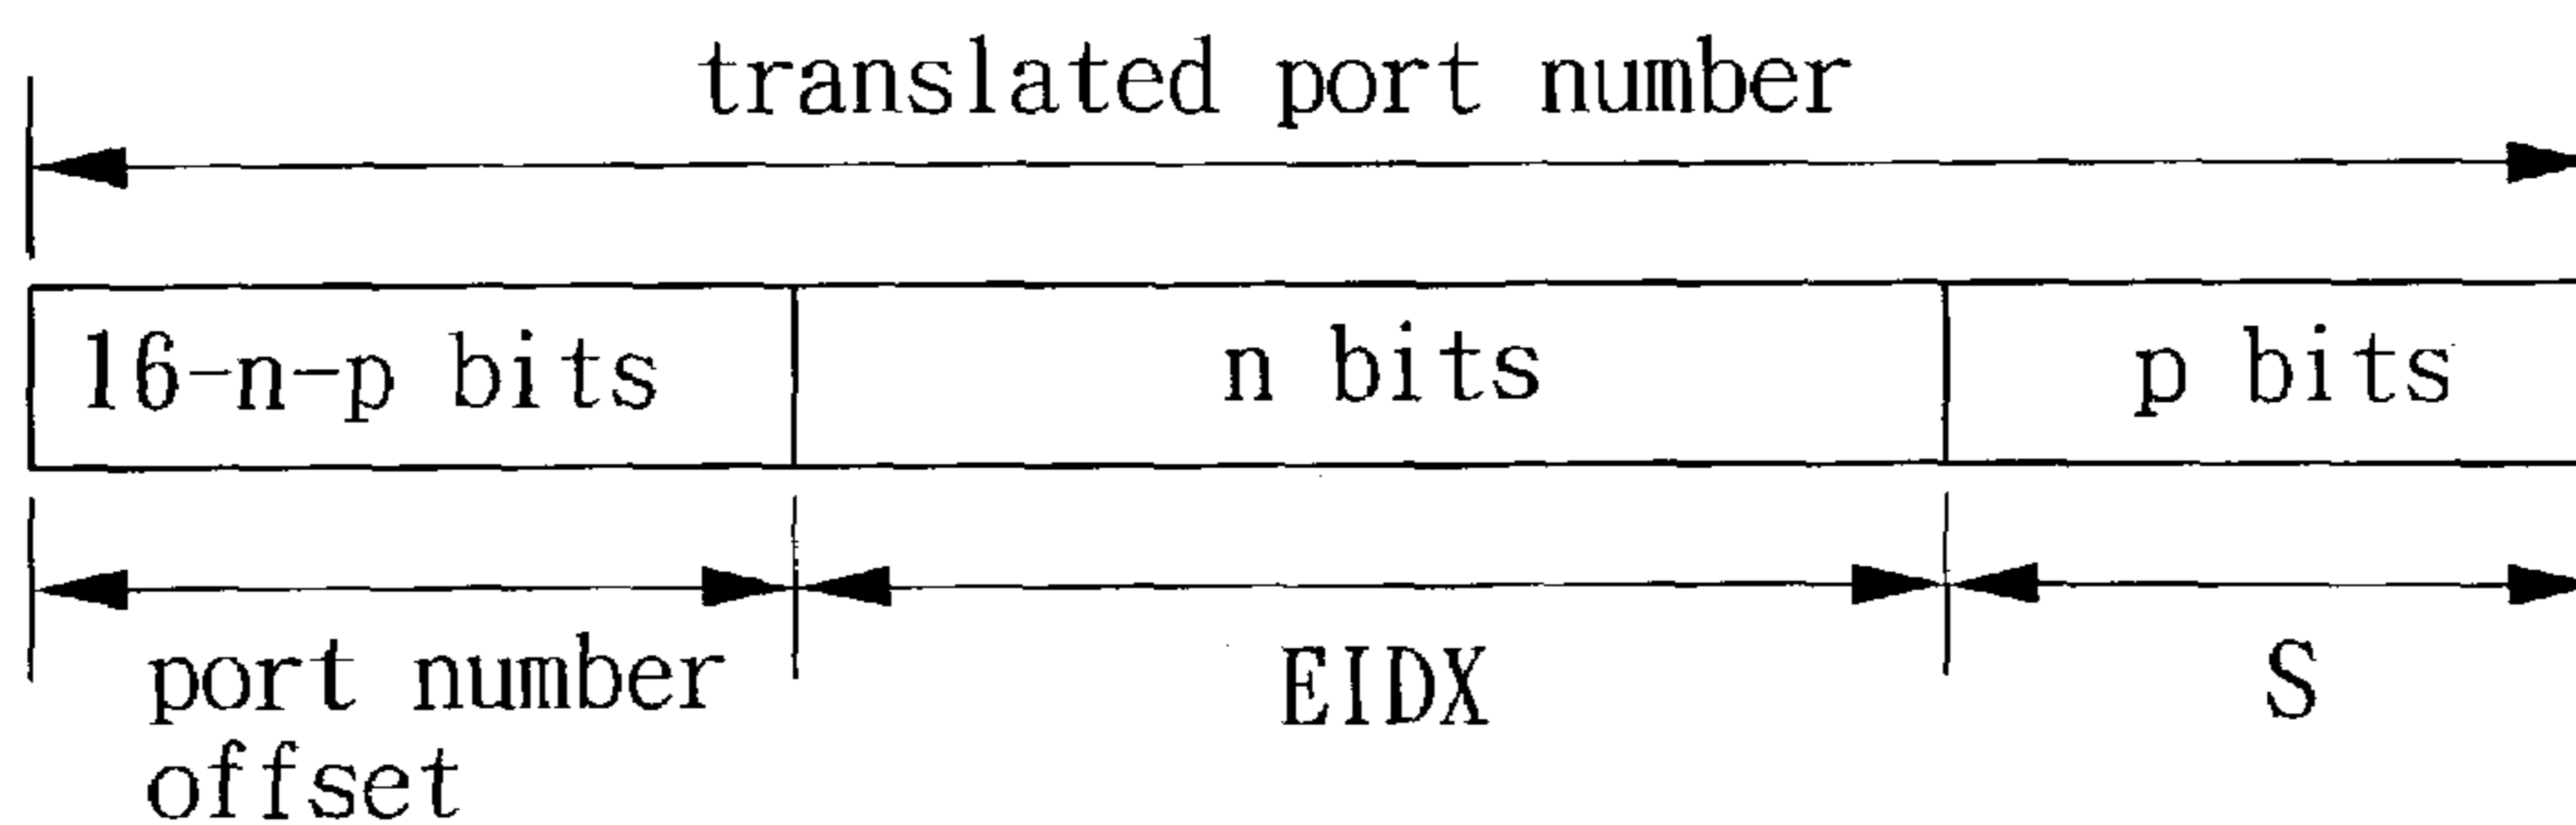 translated port number
16-n-p bits
n bits
p bits
port number
offset
EIDX
S